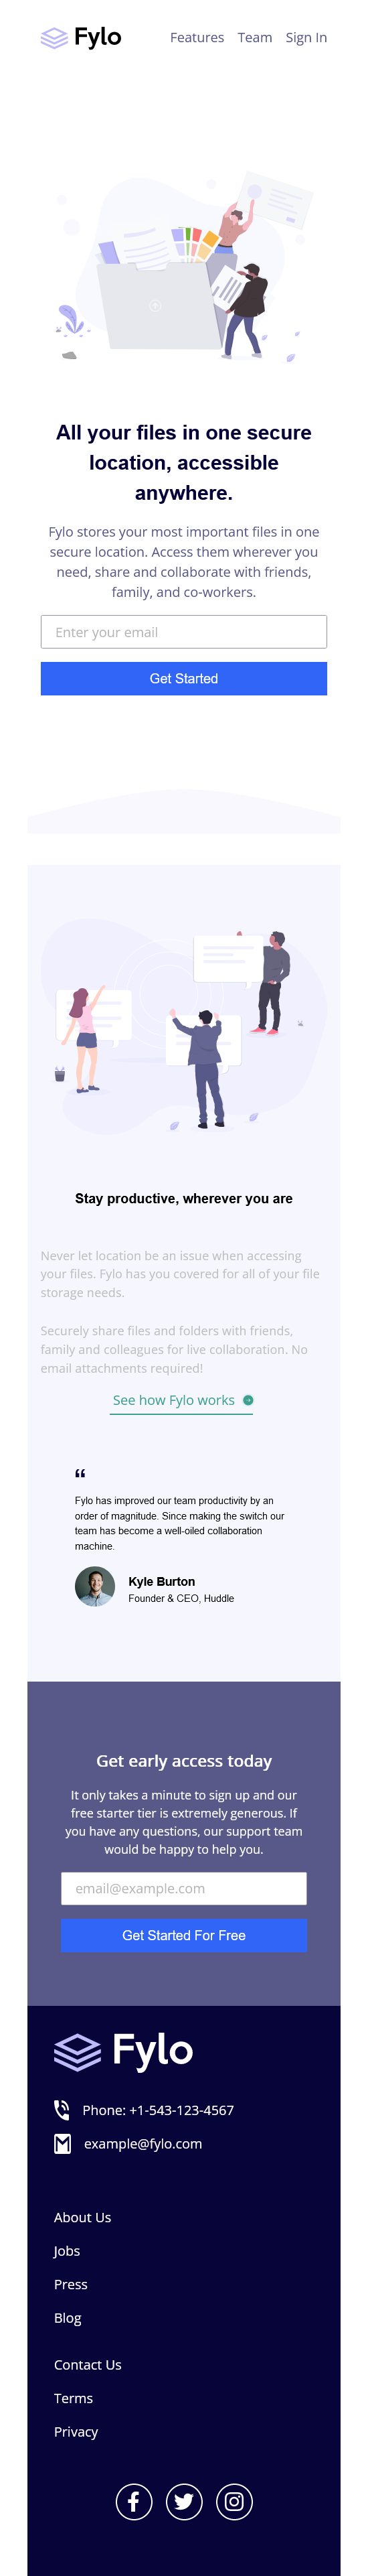 Fylo
Features Team Sign In
All your files in one secure
location, accessible
anywhere.
Fylo stores your most important files in one
secure location. Access them wherever you
need, share and collaborate with friends,
family, and co-workers.
Enter your email
Get Started
Stay productive, wherever you are
Never let location be an issue when accessing
your files. Fylo has you covered for all of your file
storage needs.
Securely share files and folders with friends,
family and colleagues for live collaboration. No
email attachments required!
See how Fylo works
“
Fylo has improved our team productivity by an
order of magnitude. Since making the switch our
team has become a well-oiled collaboration
machine.
Kyle Burton
Founder & CEO, Huddle
Get early access today
It only takes a minute to sign up and our
free starter tier is extremely generous. If
you have any questions, our support team
would be happy to help you.
email@example.com
Get Started For Free
Fylo
Phone: +1-543-123-4567
example@fylo.com
About Us
Jobs
Press
Blog
Contact Us
Terms
Privacy